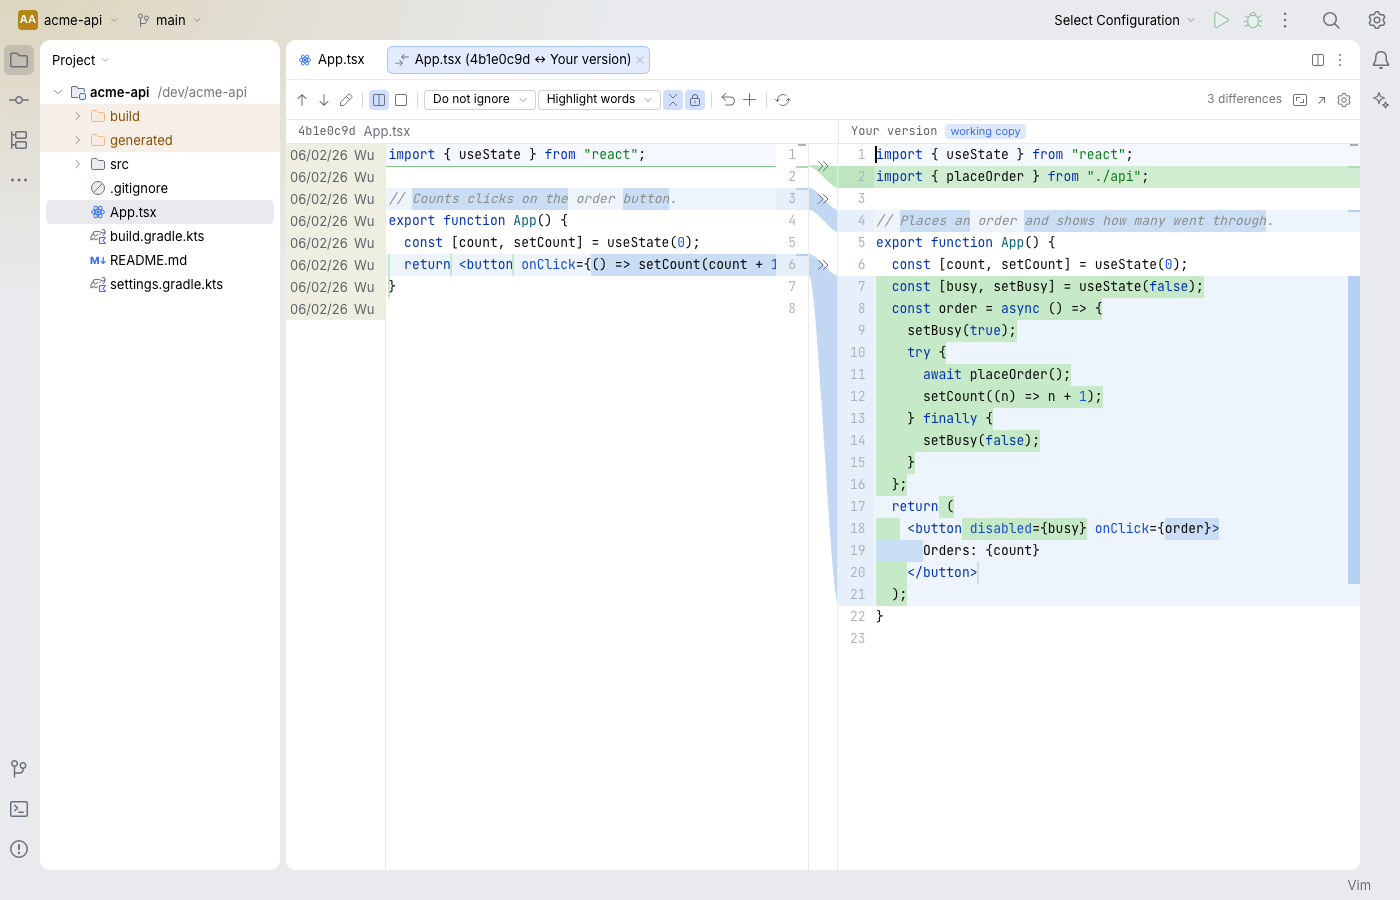 AA acme-api main Select Configuration
Project
acme-api /dev/acme-api
build
generated
src
.gitignore
App.tsx
build.gradle.kts
M↓ README.md
settings.gradle.kts
App.tsx App.tsx (4b1e0c9d ↔ Your version)
Do not ignore Highlight words 3 differences
4b1e0c9d App.tsx
06/02/26 Wu import { useState } from "react"; 1
06/02/26 Wu 2
06/02/26 Wu // Counts clicks on the order button. 3
06/02/26 Wu export function App() { 4
06/02/26 Wu const [count, setCount] = useState(0); 5
06/02/26 Wu return <button onClick={() => setCount(count + 1 6
06/02/26 Wu } 7
06/02/26 Wu 8
Your version working copy
1 import { useState } from "react";
2 import { placeOrder } from "./api";
3
4 // Places an order and shows how many went through.
5 export function App() {
6 const [count, setCount] = useState(0);
7 const [busy, setBusy] = useState(false);
8 const order = async () => {
9 setBusy(true);
10 try {
11 await placeOrder();
12 setCount((n) => n + 1);
13 } finally {
14 setBusy(false);
15 }
16 };
17 return (
18 <button disabled={busy} onClick={order}>
19 Orders: {count}
20 </button>
21 );
22 }
23
Vim